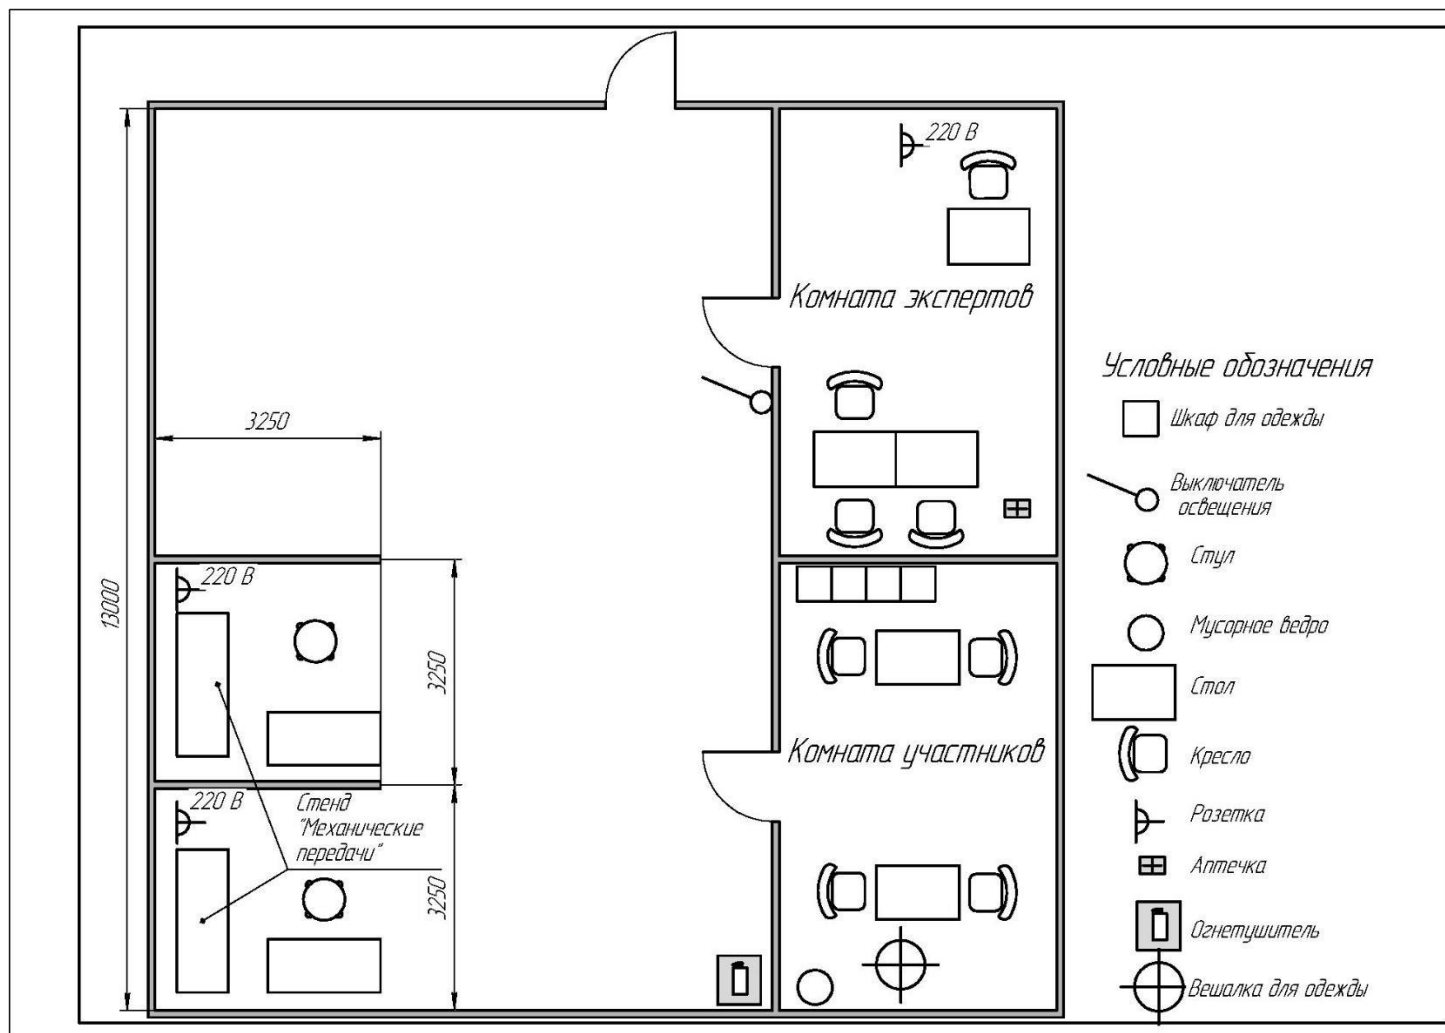 220 В
Комната экспертов
Условные обозначения
Шкаф для одежды
3250
Выключатель
освещения
Стул
220 В
13000
3250
Мусорное ведро
Стол
Комната участников
Кресло
220 В
Стенд
"Механические
передачи"
3250
Розетка
Аптечка
Огнетушитель
Вешалка для одежды